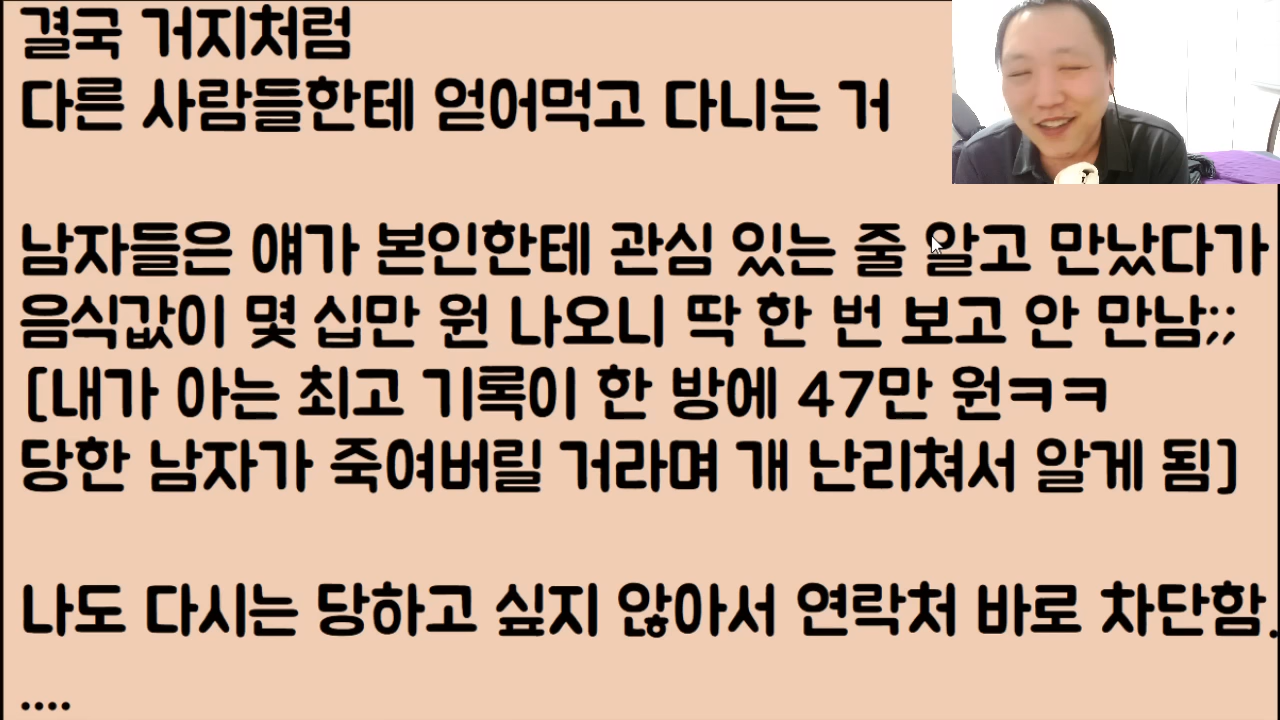 결국 거지처럼
다른 사람들한테 얻어먹고 다니는 거
남자들은 얘가 본인한테 관심 있는 줄 알고 만났다가
음식값이 몇 십만 원 나오니 딱 한 번 보고 안 만남;;
[내가 아는 최고 기록이 한 방에 47만 원ㅋㅋ
당한 남자가 죽여버릴 거라며 개 난리쳐서 알게 됨]
나도 다시는 당하고 싶지 않아서 연락처 바로 차단함.
....